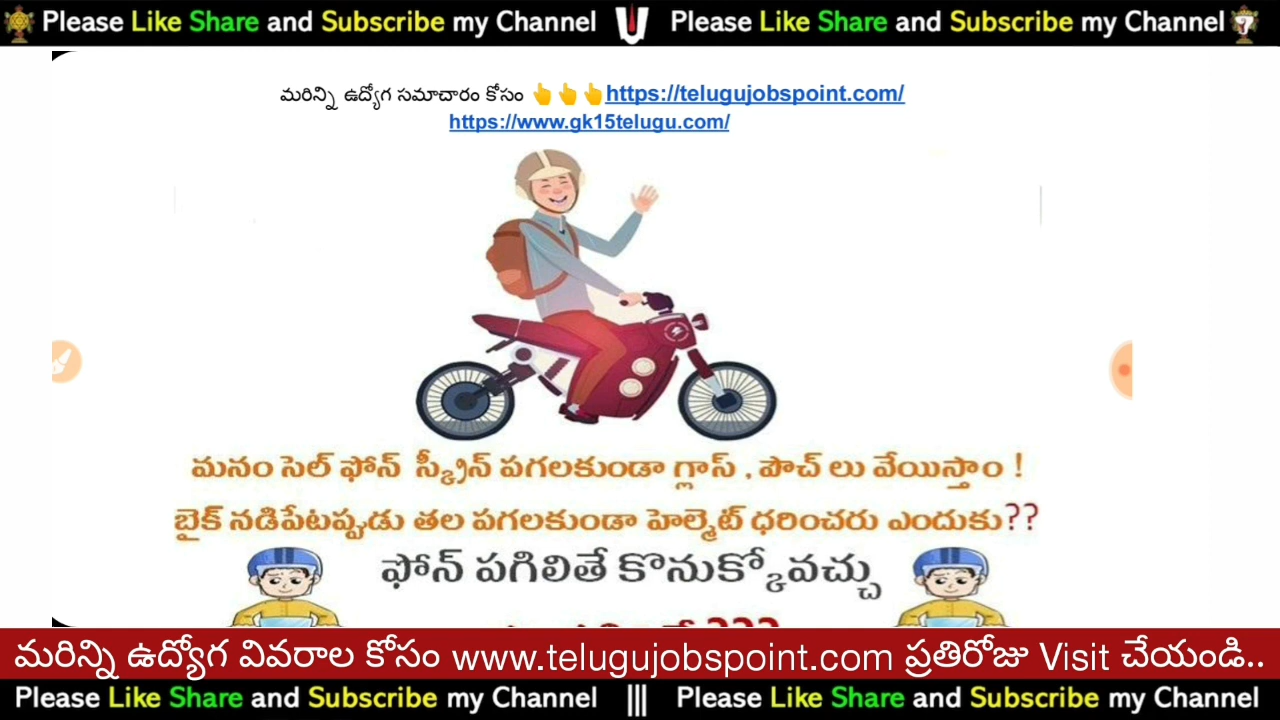 Please Like Share and Subscribe my Channel Please Like Share and Subscribe my Channel
మరిన్ని ఉద్యోగ సమాచారం కోసం 👆👆👆https://telugujobspoint.com/
https://www.gk15telugu.com/
మనం సెల్ ఫోన్ స్క్రీన్ పగలకుండా గ్లాస్ , పౌచ్ లు వేయిస్తాం !
బైక్ నడిపేటప్పుడు తల పగలకుండా హెల్మెట్ ధరించరు ఎందుకు??
ఫోన్ పగిలితే కొనుక్కోవచ్చు
???
మరిన్ని ఉద్యోగ వివరాల కోసం www.telugujobspoint.com ప్రతిరోజు Visit చేయండి..
Please Like Share and Subscribe my Channel ||| Please Like Share and Subscribe my Channel